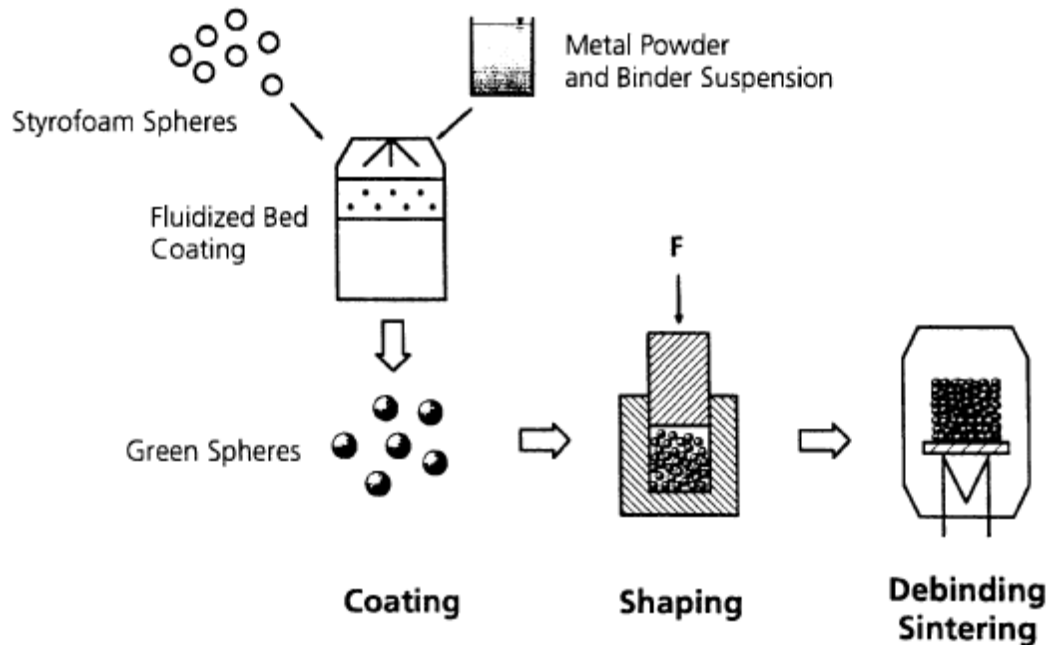 Styrofoam Spheres
Metal Powder
and Binder Suspension
Fluidized Bed
Coating
F
Green Spheres
Coating
Shaping
Debinding
Sintering